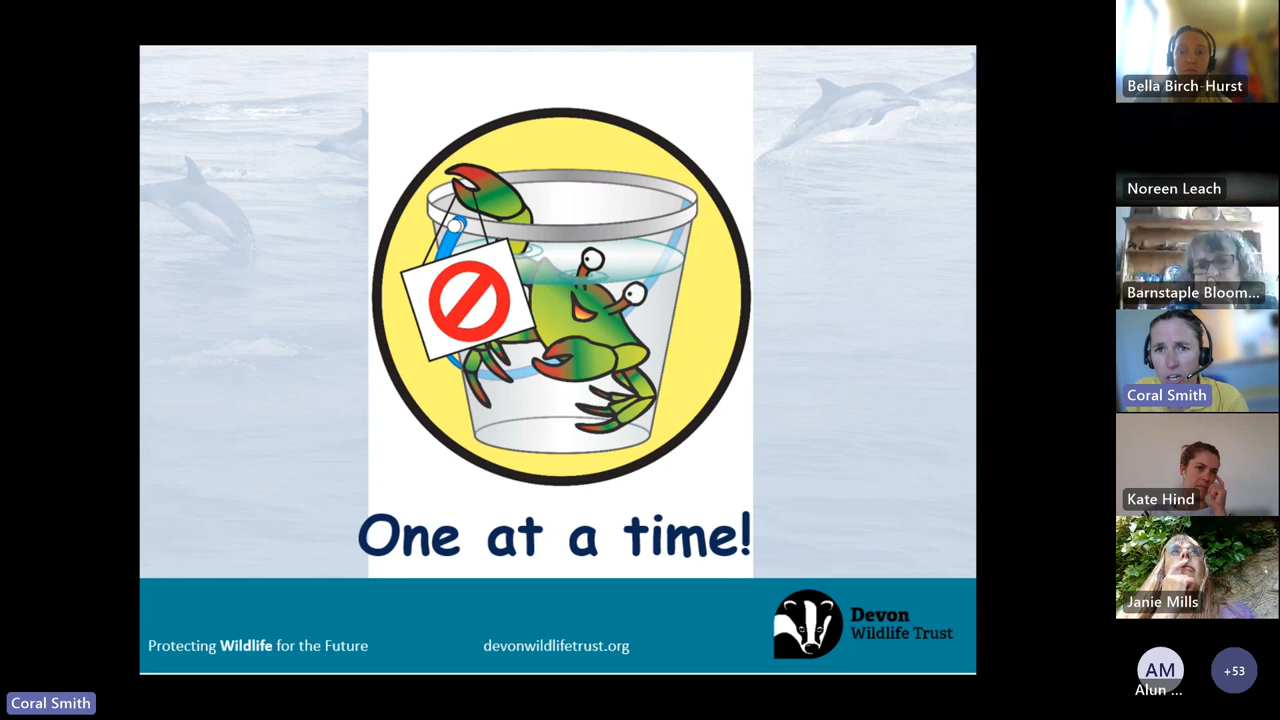 One at a time!
Protecting Wildlife for the Future
devonwildlifetrust.org
Devon
Wildlife Trust
Bella Birch-Hurst
Noreen Leach
Barnstaple Bloom...
Coral Smith
Kate Hind
Janie Mills
AM
Alun ...
+53
Coral Smith